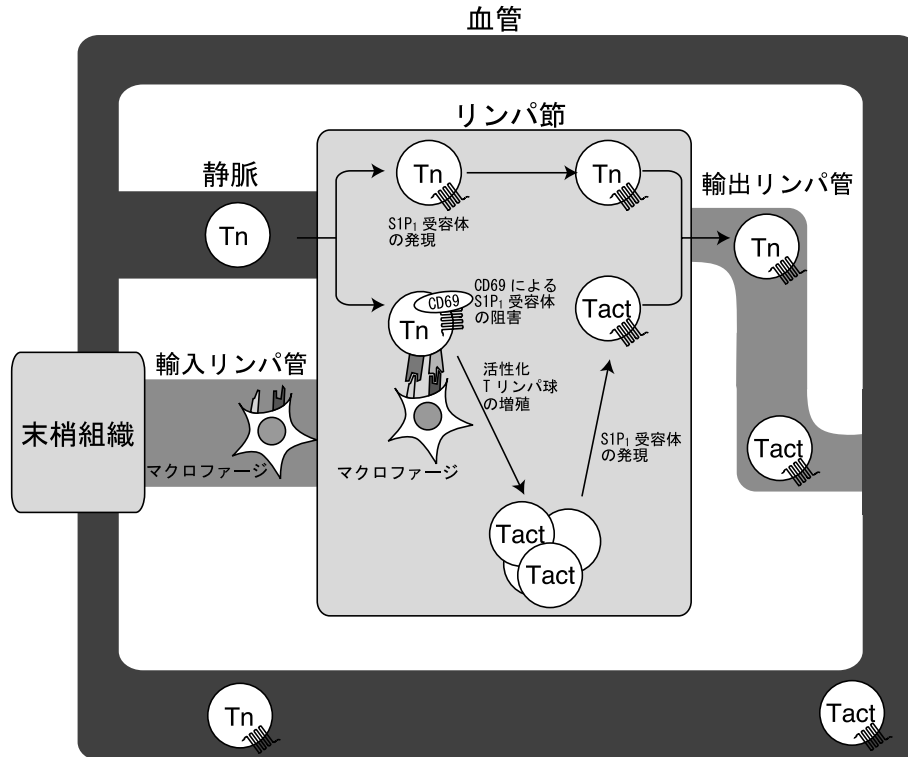 血管
リンパ節
静脈
Tn
Tn
S1P₁ 受容体
の発現
Tn
輸出リンパ管
Tn
CD69
Tn
CD69 による
S1P₁ 受容体
の阻害
Tact
輸入リンパ管
マクロファージ
マクロファージ
活性化
T リンパ球
の増殖
S1P₁ 受容体
の発現
末梢組織
Tact
Tact
Tact
Tn
Tact